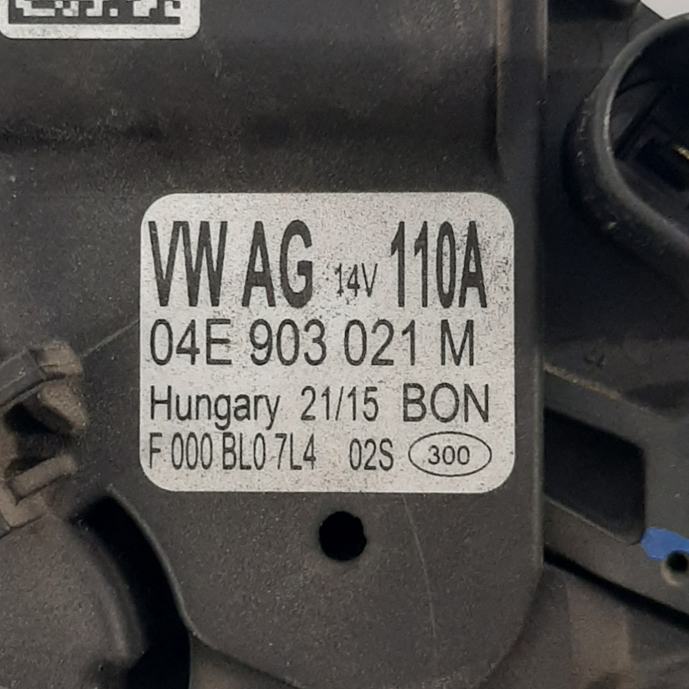 VW AG 14V 110A
04E 903 021 M
Hungary 21/15 BON
F 000 BL0 7L4 02S 300